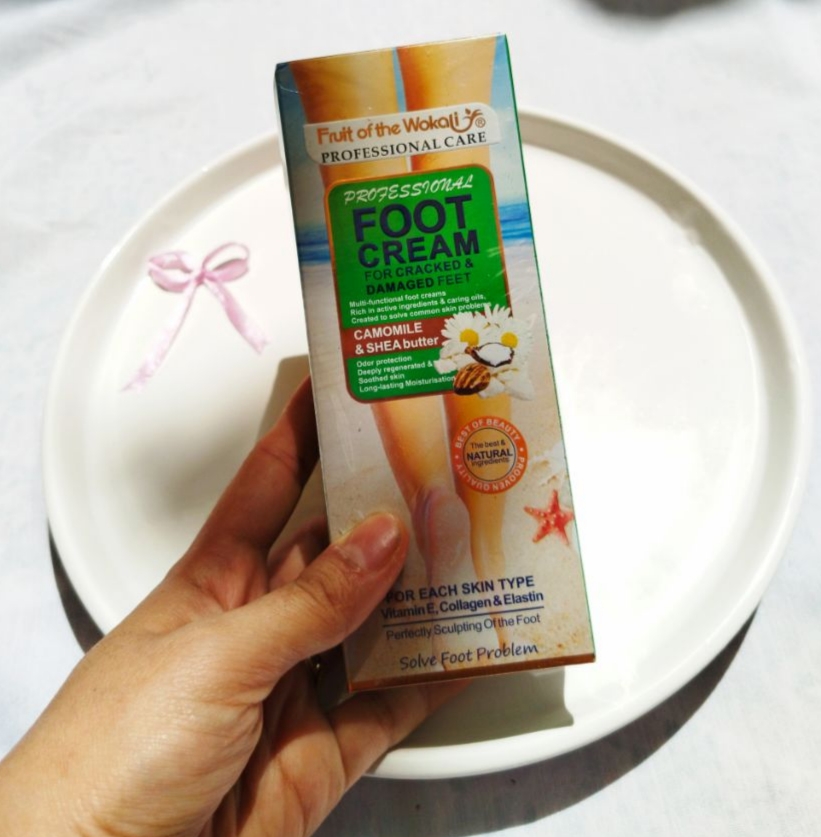 Fruit of the Wokali ®
PROFESSIONAL CARE
PROFESSIONAL
FOOT
CREAM
FOR CRACKED &
DAMAGED FEET
Multi-functional foot creams
Rich in active ingredients & caring oils,
Created to solve common skin problems
CAMOMILE
& SHEA butter
Odor protection
Deeply regenerated &
Soothed skin
Long-lasting Moisturisation
BEST OF BEAUTY
The best &
NATURAL
ingredients
PROOVEN QUALITY
FOR EACH SKIN TYPE
Vitamin E, Collagen & Elastin
Perfectly Sculpting Of the Foot
Solve Foot Problem